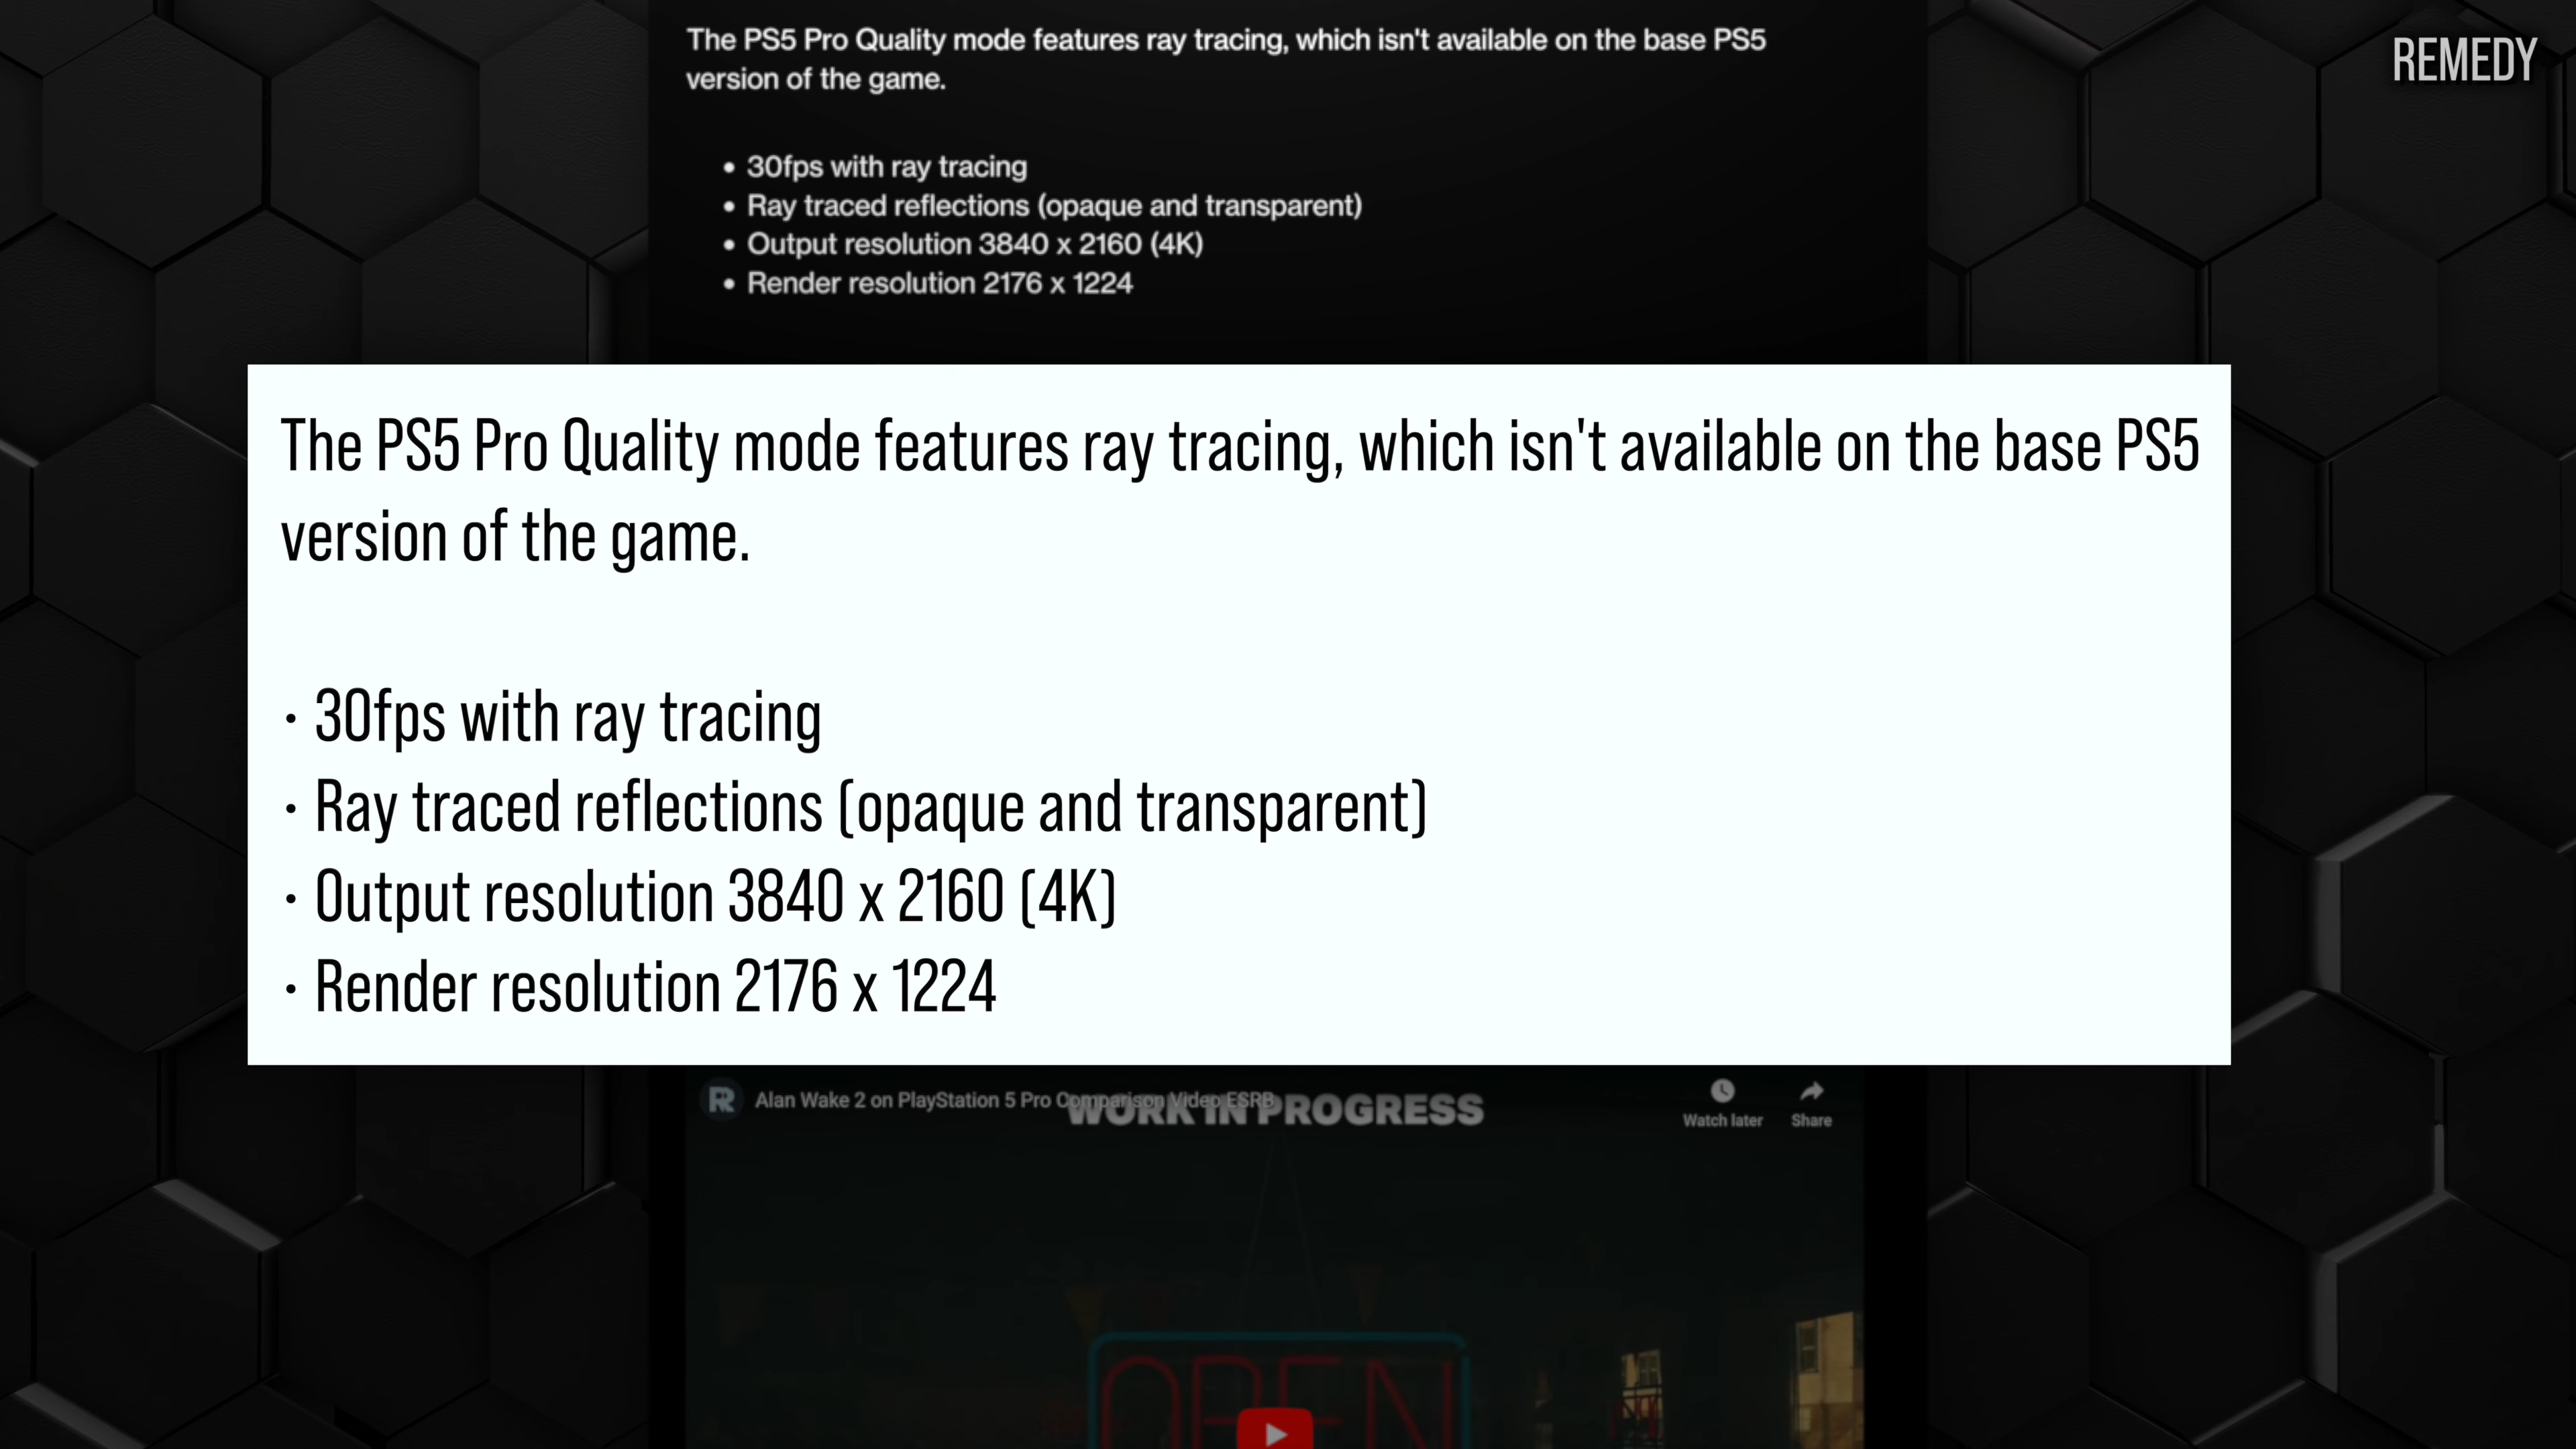 The PS5 Pro Quality mode features ray tracing, which isn't available on the base PS5
version of the game.
REMEDY
• 30fps with ray tracing
• Ray traced reflections (opaque and transparent)
• Output resolution 3840 x 2160 (4K)
• Render resolution 2176 x 1224
The PS5 Pro Quality mode features ray tracing, which isn't available on the base PS5
version of the game.
· 30fps with ray tracing
· Ray traced reflections (opaque and transparent)
· Output resolution 3840 x 2160 (4K)
· Render resolution 2176 x 1224
Alan Wake 2 on PlayStation 5 Pro Comparison Video ESRB
WORK IN PROGRESS
Watch later
Share
OPEN